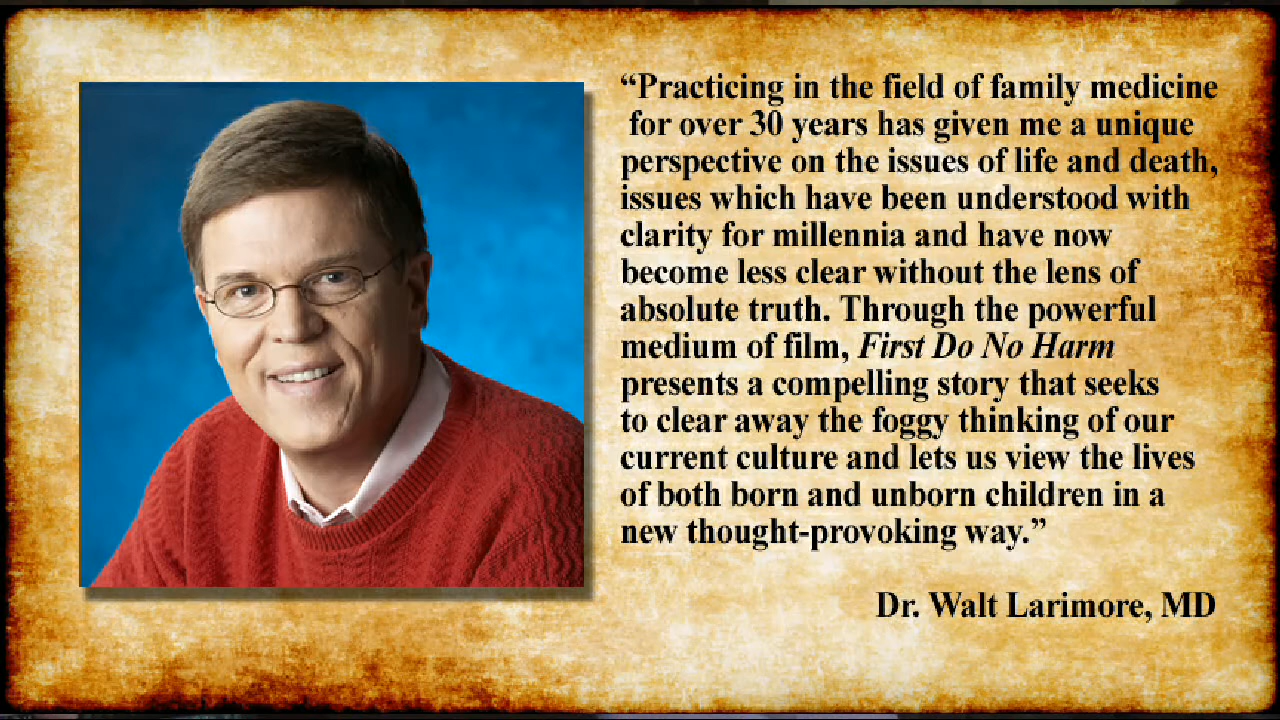 “Practicing in the field of family medicine
for over 30 years has given me a unique
perspective on the issues of life and death,
issues which have been understood with
clarity for millennia and have now
become less clear without the lens of
absolute truth. Through the powerful
medium of film, First Do No Harm
presents a compelling story that seeks
to clear away the foggy thinking of our
current culture and lets us view the lives
of both born and unborn children in a
new thought-provoking way.”
Dr. Walt Larimore, MD